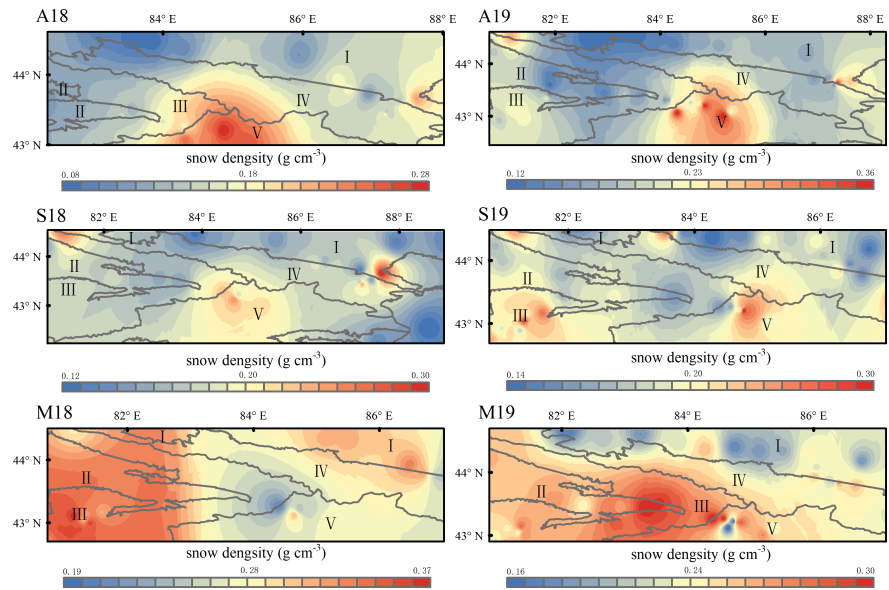 A18
84° E
86° E
88° E
A19
84° E
86° E
88° E
44° N
43° N
I
II
II
III
IV
V
44° N
43° N
I
II
III
IV
V
snow dengsity (g cm-3)
0.08
0.18
0.28
snow dengsity (g cm-3)
0.12
0.23
0.36
S18
82° E
84° E
86° E
88° E
S19
82° E
84° E
86° E
44° N
43° N
I
I
II
III
IV
V
44° N
43° N
I
I
II
III
IV
V
snow dengsity (g cm-3)
0.12
0.20
0.30
snow dengsity (g cm-3)
0.14
0.20
0.30
M18
82° E
84° E
86° E
M19
82° E
84° E
86° E
44° N
43° N
I
I
II
III
IV
V
44° N
43° N
I
II
III
IV
V
snow dengsity (g cm-3)
0.19
0.28
0.37
snow dengsity (g cm-3)
0.16
0.24
0.30